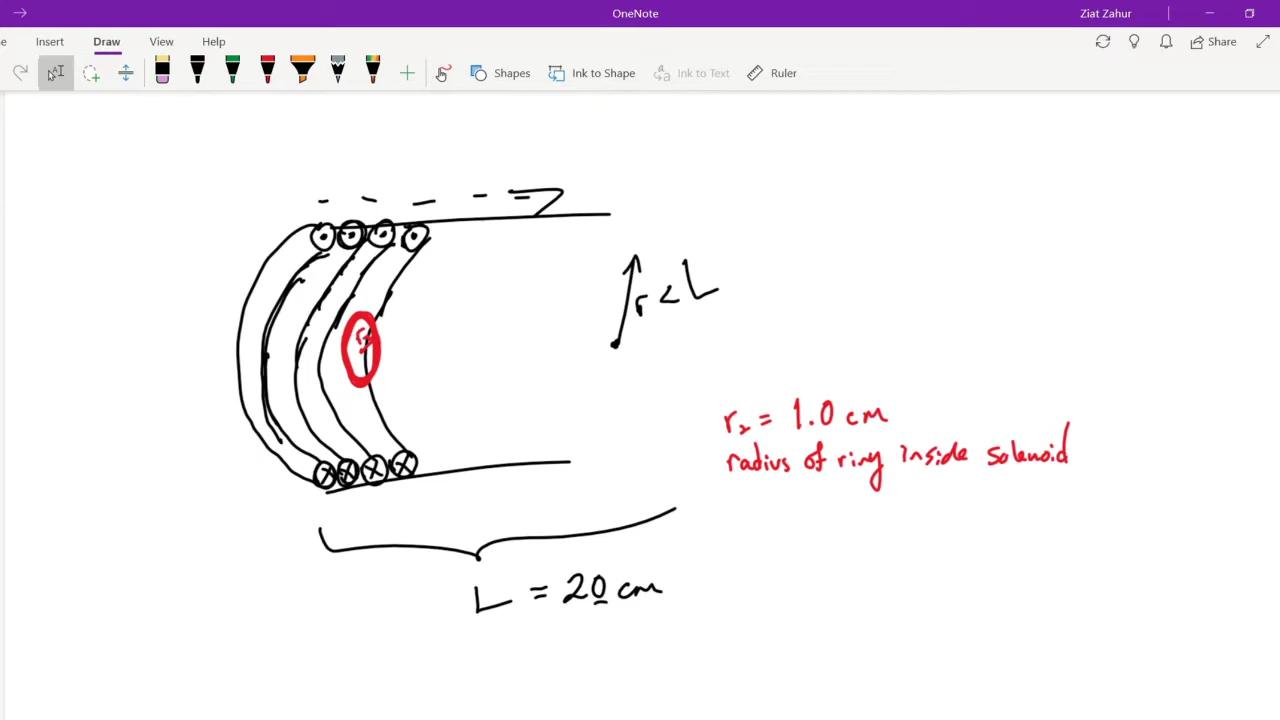 OneNote
Ziat Zahur
Insert Draw View Help
Share
Shapes
Ink to Shape
Ink to Text
Ruler
r < L
r₂ = 1.0 cm
radius of ring inside solenoid
L = 20 cm